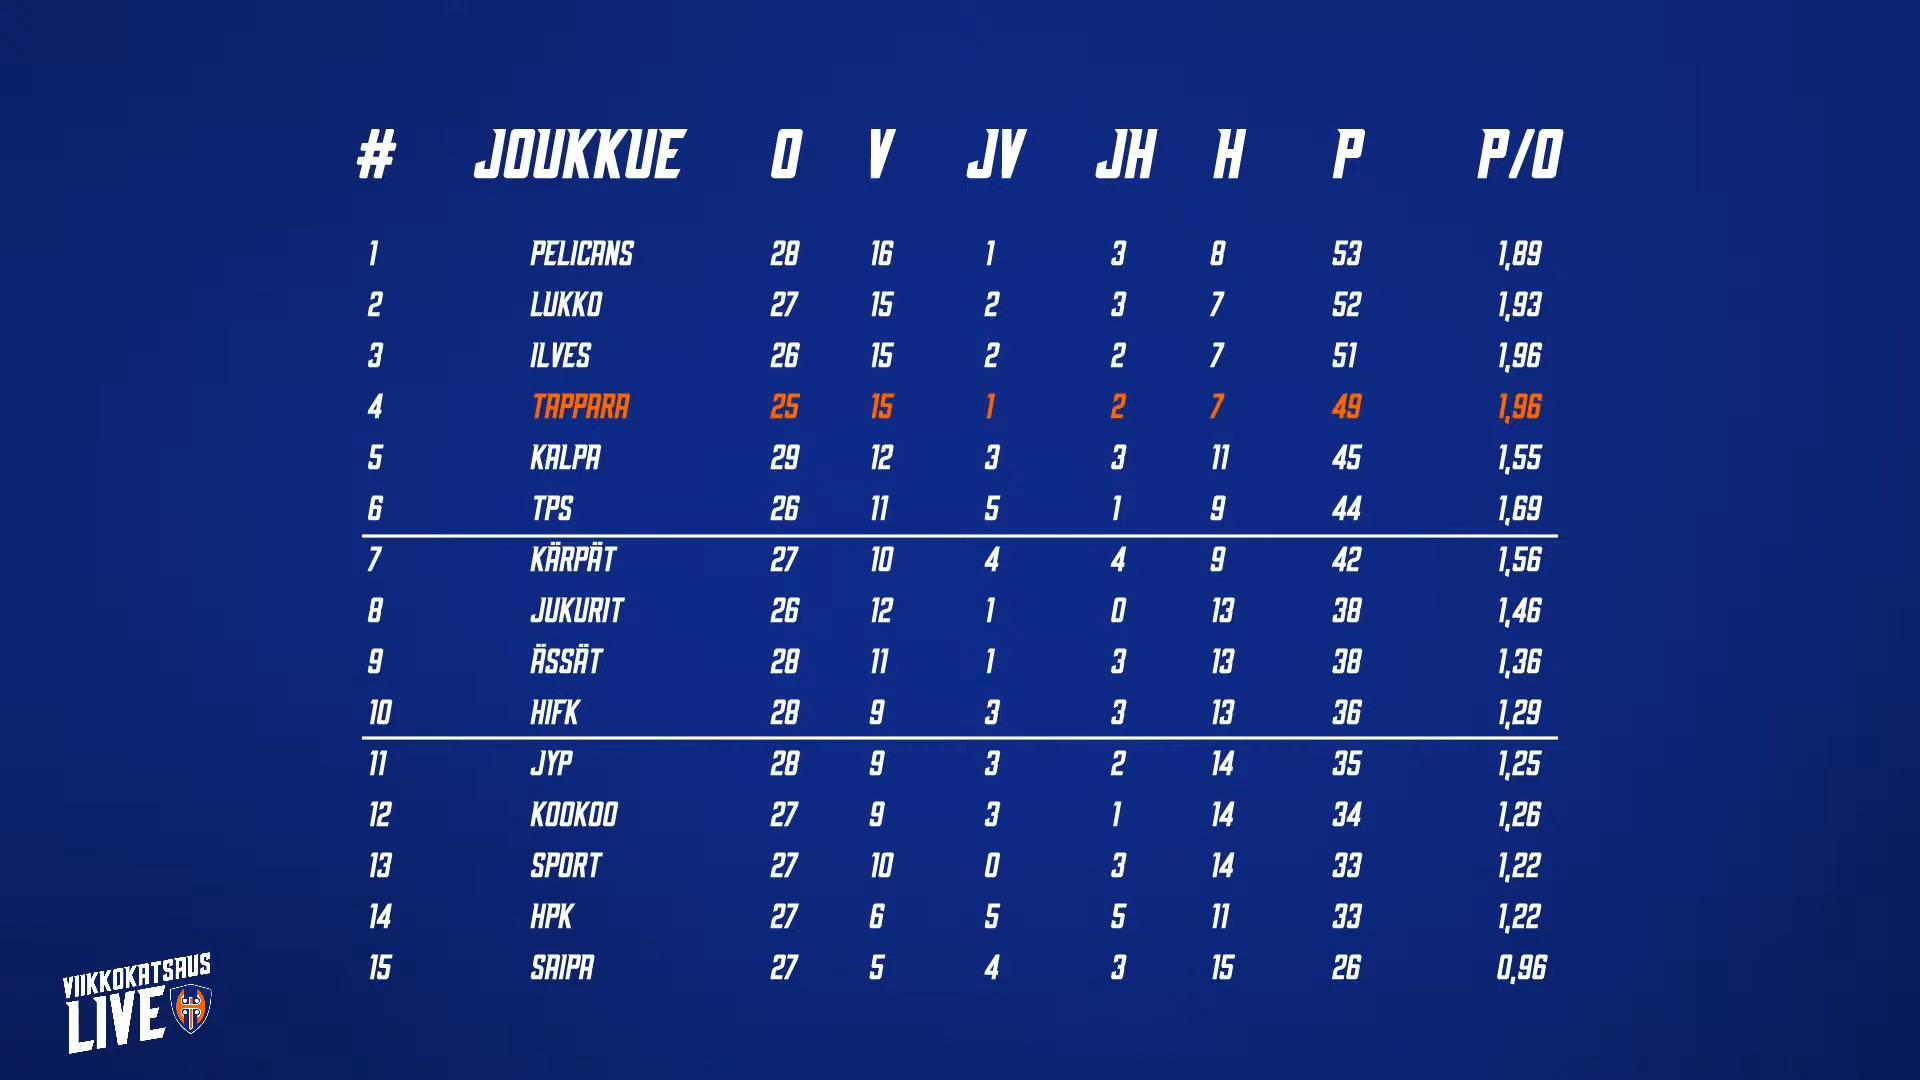 # JOUKKUE O V JV JH H P P/O
1 PELICANS 28 16 1 3 8 53 1,89
2 LUKKO 27 15 2 3 7 52 1,93
3 ILVES 26 15 2 2 7 51 1,96
4 TAPPARA 25 15 1 2 7 49 1,96
5 KALPA 29 12 3 3 11 45 1,55
6 TPS 26 11 5 1 9 44 1,69
7 KÄRPÄT 27 10 4 4 9 42 1,56
8 JUKURIT 26 12 1 0 13 38 1,46
9 ÄSSÄT 28 11 1 3 13 38 1,36
10 HIFK 28 9 3 3 13 36 1,29
11 JYP 28 9 3 2 14 35 1,25
12 KOOKOO 27 9 3 1 14 34 1,26
13 SPORT 27 10 0 3 14 33 1,22
14 HPK 27 6 5 5 11 33 1,22
15 SAIPA 27 5 4 3 15 26 0,96
VIIKKOKATSAUS
LIVE